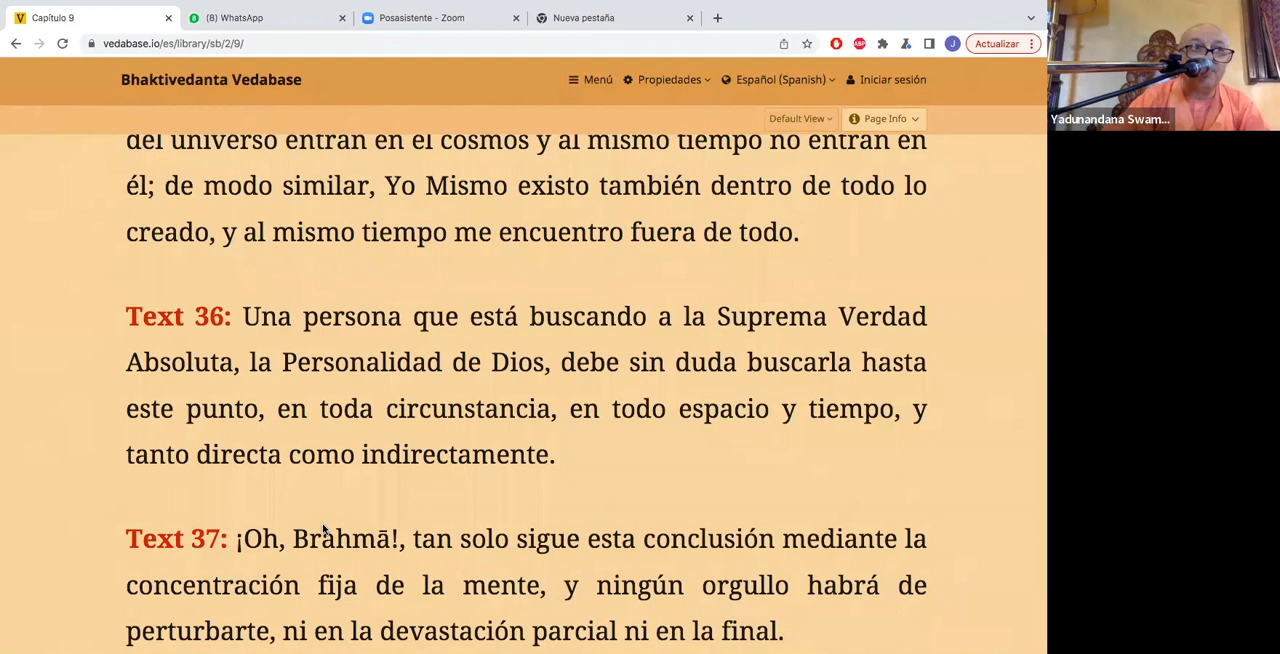 Capítulo 9
(8) WhatsApp
Posasistente - Zoom
Nueva pestaña
vedabase.io/es/library/sb/2/9/
ABP
J
Actualizar
Bhaktivedanta Vedabase
Menú
Propiedades
Español (Spanish)
Iniciar sesión
Default View
Page Info
Yadunandana Swam...
del universo entran en el cosmos y al mismo tiempo no entran en
él; de modo similar, Yo Mismo existo también dentro de todo lo
creado, y al mismo tiempo me encuentro fuera de todo.
Text 36: Una persona que está buscando a la Suprema Verdad
Absoluta, la Personalidad de Dios, debe sin duda buscarla hasta
este punto, en toda circunstancia, en todo espacio y tiempo, y
tanto directa como indirectamente.
Text 37: ¡Oh, Brahmā!, tan solo sigue esta conclusión mediante la
concentración fija de la mente, y ningún orgullo habrá de
perturbarte, ni en la devastación parcial ni en la final.